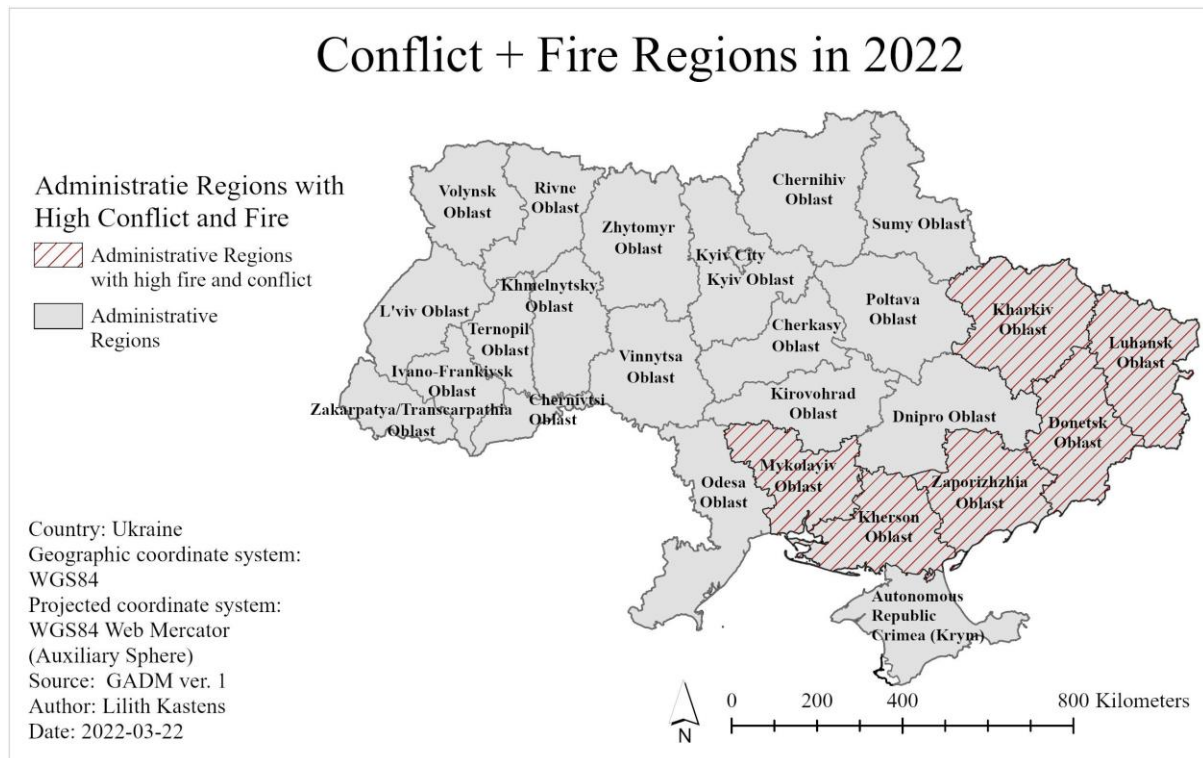 Conflict + Fire Regions in 2022
Administratie Regions with
High Conflict and Fire
Administrative Regions
with high fire and conflict
Administrative
Regions
Volynsk
Oblast
Rivne
Oblast
Zhytomyr
Oblast
Chernihiv
Oblast
Sumy Oblast
Kyiv City
Kyiv Oblast
Khmelnytsky
Oblast
L'viv Oblast
Ternopil
Oblast
Poltava
Oblast
Kharkiv
Oblast
Luhansk
Oblast
Cherkasy
Oblast
Vinnytsa
Oblast
Ivano-Frankivsk
Oblast
Zakarpatya/Transcarpathia
Oblast
Chernivtsi
Oblast
Kirovohrad
Oblast
Dnipro Oblast
Donetsk
Oblast
Mykolayiv
Oblast
Odesa
Oblast
Zaporizhzhia
Oblast
Kherson
Oblast
Autonomous
Republic
Crimea (Krym)
Country: Ukraine
Geographic coordinate system:
WGS84
Projected coordinate system:
WGS84 Web Mercator
(Auxiliary Sphere)
Source: GADM ver. 1
Author: Lilith Kastens
Date: 2022-03-22
N
0 200 400 800 Kilometers